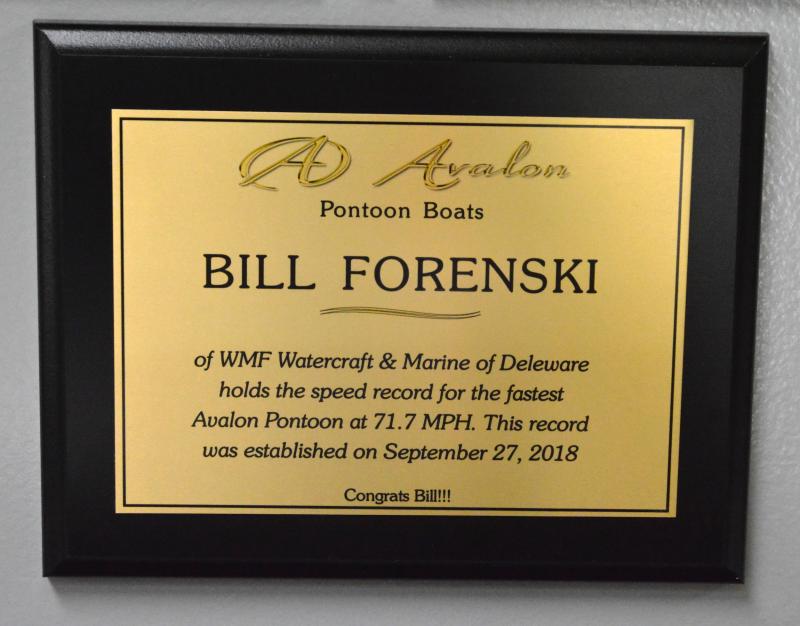 AD Avalon
Pontoon Boats
BILL FORENSKI
of WMF Watercraft & Marine of Deleware
holds the speed record for the fastest
Avalon Pontoon at 71.7 MPH. This record
was established on September 27, 2018
Congrats Bill!!!